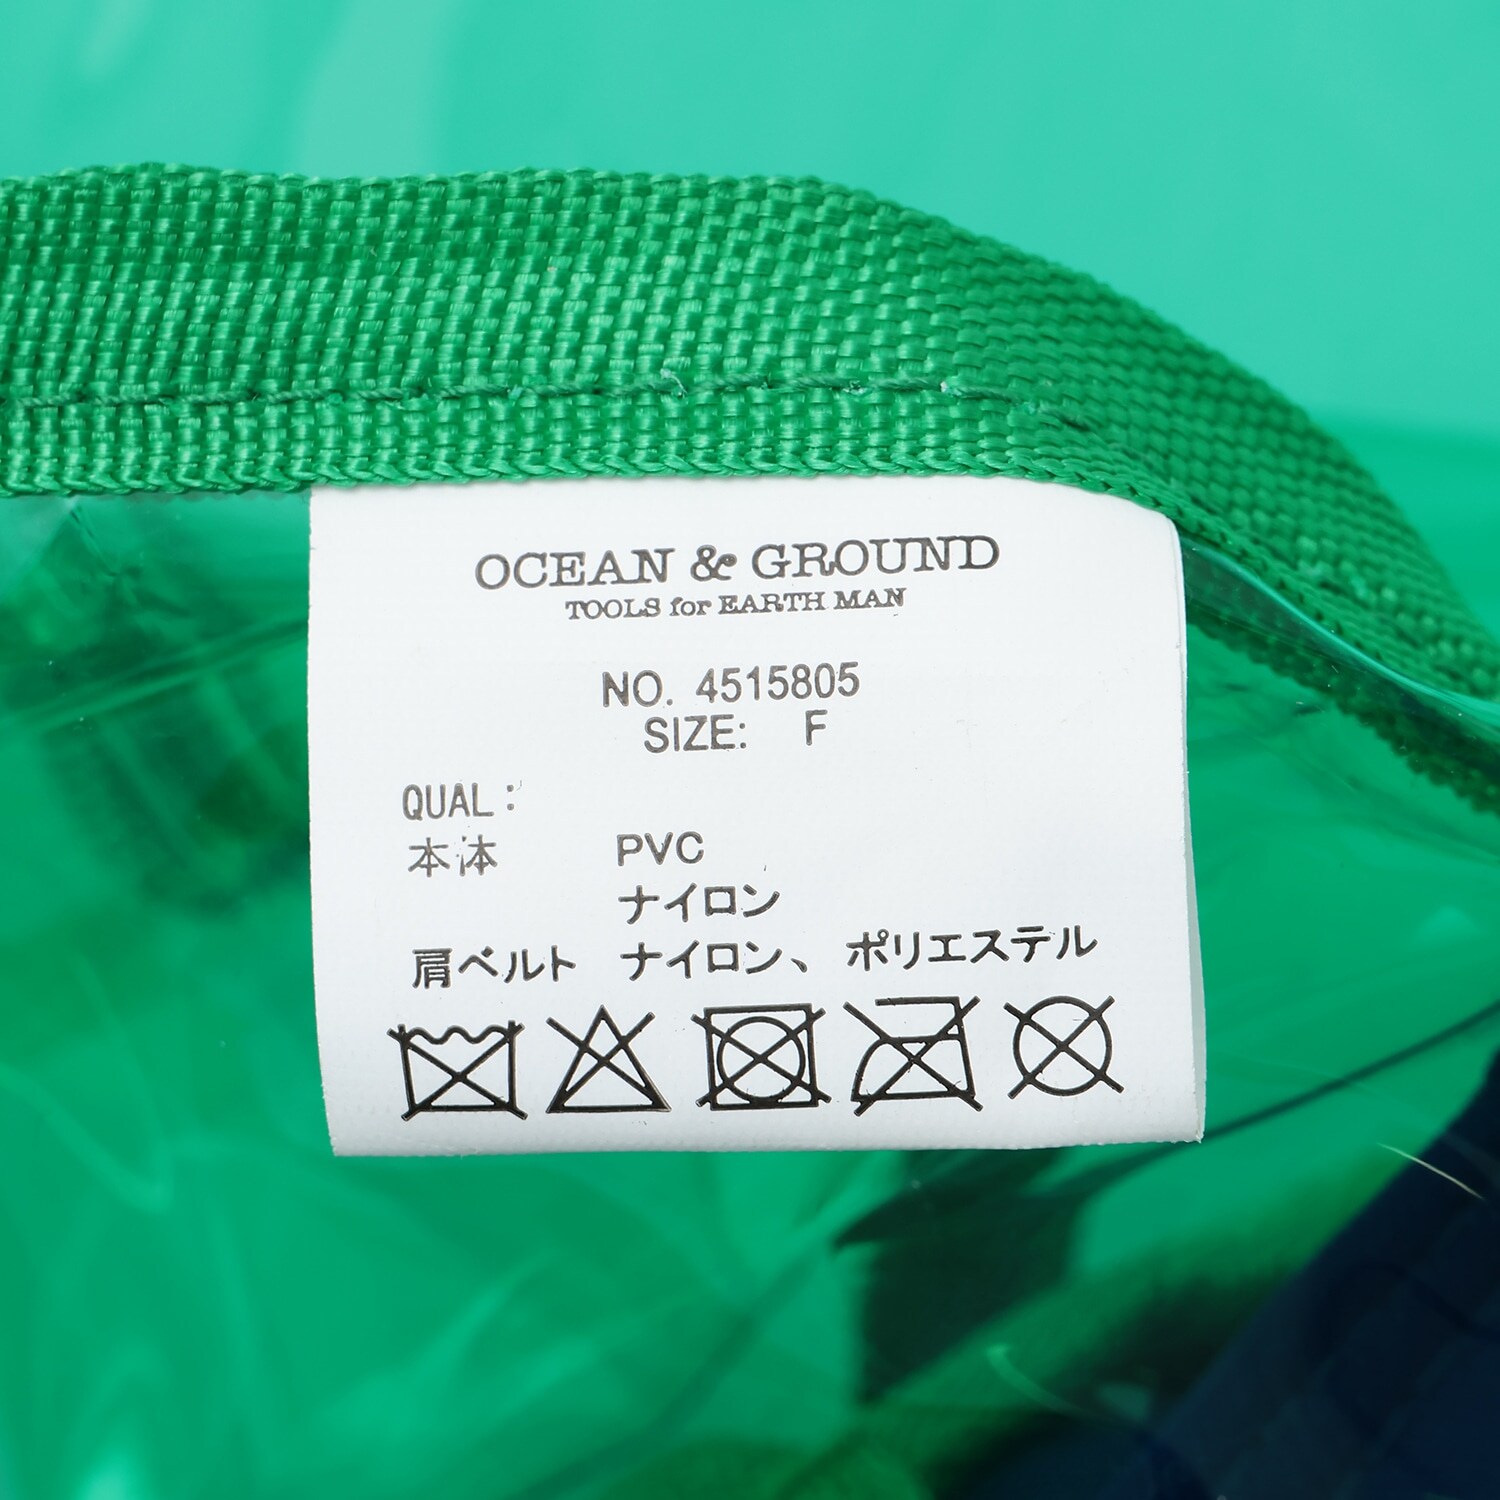 OCEAN & GROUND
TOOLS for EARTH MAN
NO. 4515805
SIZE: F
QUAL:
本体 PVC
ナイロン
肩ベルト ナイロン、ポリエステル